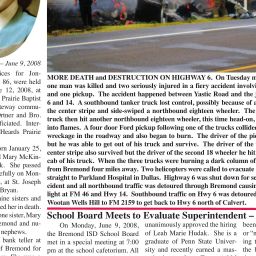 – June 9, 2008
ices for Jon-
86, were held
ne 12, 2008, at
Prairie Baptist
teway commu-
Ortner and Bro.
fficiated. Inter-
Heards Prairie
orn January 25,
l Mary McKin-
k. She passed
efully on Mon-
, at St. Joseph
Bryan.
nine sisters and
her in death.
one sister, Mary
emond and nu-
nephews.
bank teller at
of Bremond for
MORE DEATH and DESTRUCTION ON HIGHWAY 6. On Tuesday m
one man was killed and two seriously injured in a fiery accident involvi
and one pickup. The accident happened between Yastic Road and the
6 and 14. A southbound tanker truck lost control, possibly because of a
the center stripe and side-swiped a northbound eighteen wheeler. The
truck then hit another northbound eighteen wheeler, this time head-on,
into flames. A four door Ford pickup following one of the trucks collided
wreckage in the roadway and also began to burn. The driver of the pic
but he was able to get out of his truck and survive. The driver of the
center stripe also survived but the driver of the second 18 wheeler he hit
cab of his truck. When the three trucks were burning a dark column of
from Bremond four miles away. Two helicopters were called to evacuate
straight to Parkland Hospital in Dallas. Highway 6 was shut down for se
cident and all northbound traffic was detoured through Bremond causin
light at FM 46 and Hwy 14. Southbound traffic on Hwy 6 was detoured
Wootan Wells Hill to FM 2159 to get back to Hwy 6 north of Calvert.
School Board Meets to Evaluate Superintendent –
On Monday, June 9, 2008,
the Bremond ISD School Board
met in a special meeting at 7:00
pm at the school cafetorium. All
unanimously approved the hiring
of Leah Marie Hudak. She is a
graduate of Penn State Univer-
sity and recently earned a mas-